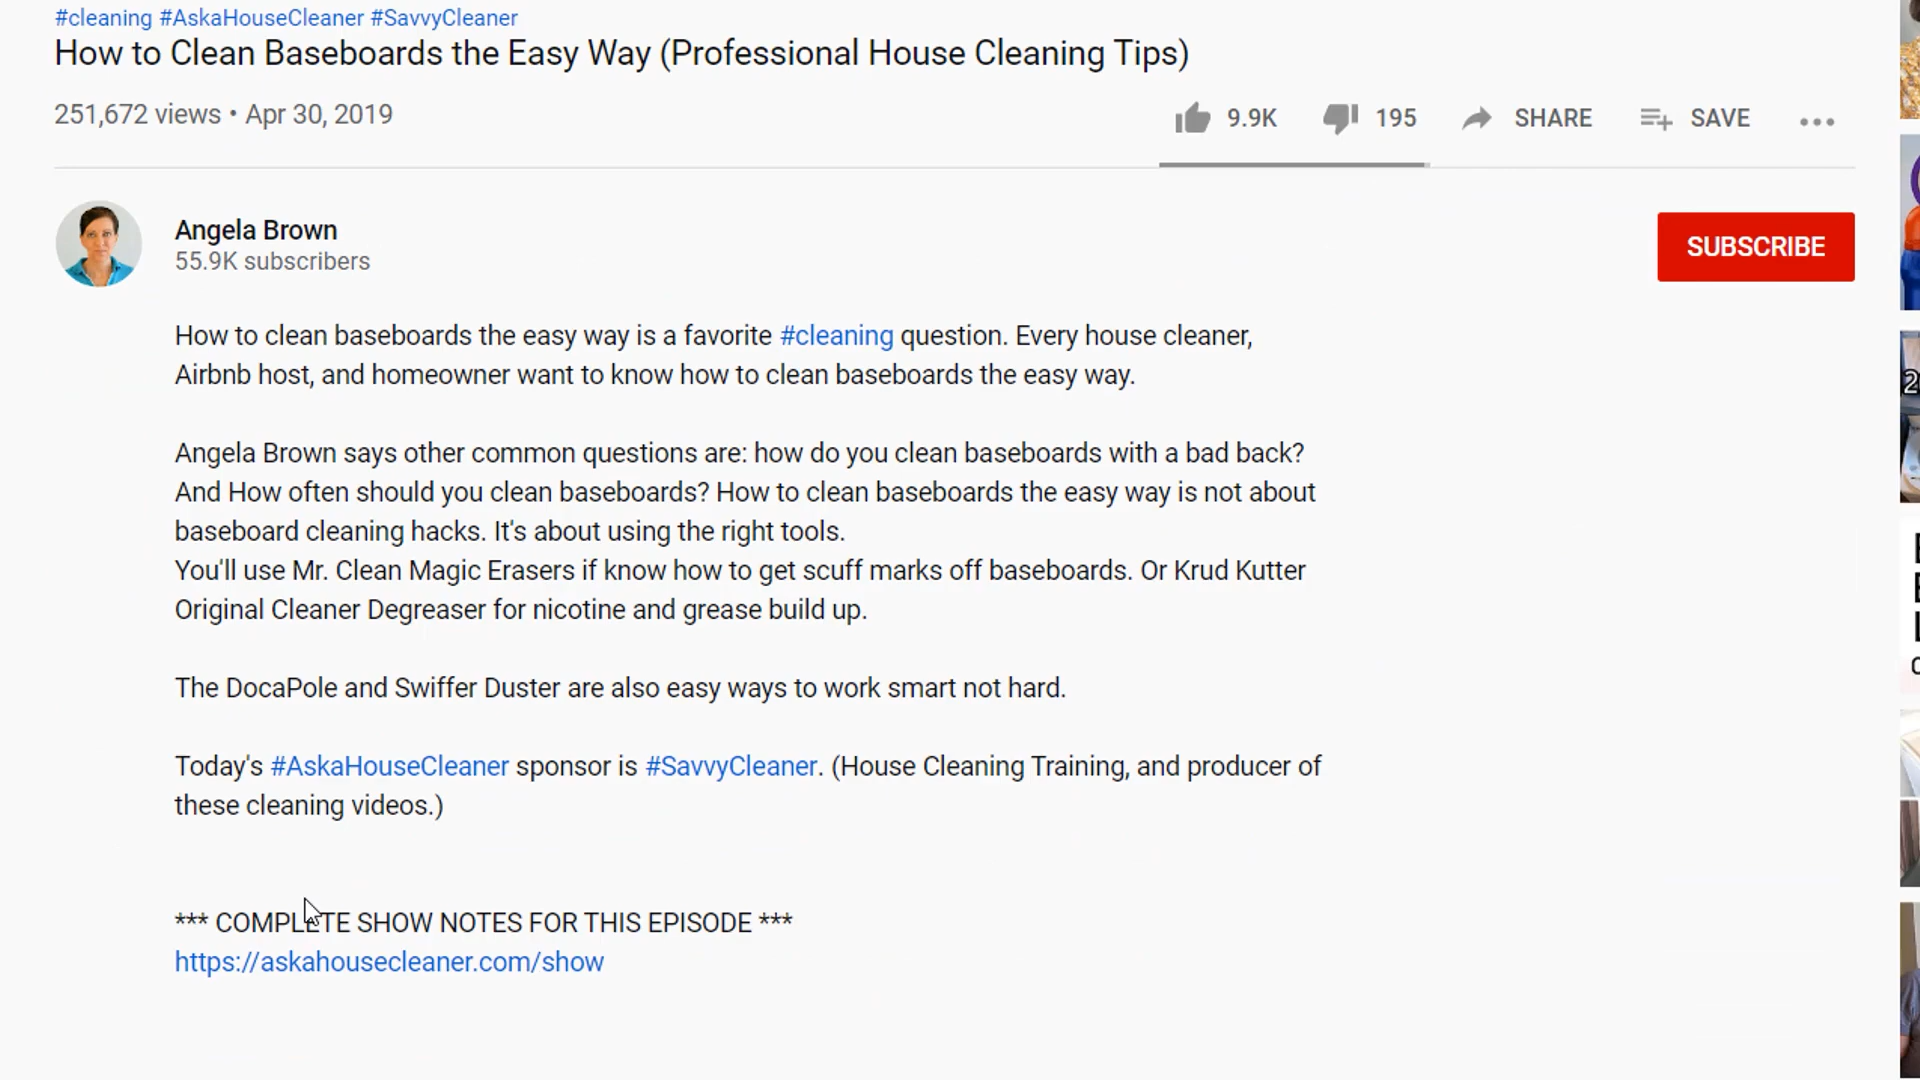 #cleaning #AskaHouseCleaner #SavvyCleaner
How to Clean Baseboards the Easy Way (Professional House Cleaning Tips)
251,672 views • Apr 30, 2019
9.9K 195 SHARE SAVE
Angela Brown
55.9K subscribers
SUBSCRIBE
How to clean baseboards the easy way is a favorite #cleaning question. Every house cleaner,
Airbnb host, and homeowner want to know how to clean baseboards the easy way.
Angela Brown says other common questions are: how do you clean baseboards with a bad back?
And How often should you clean baseboards? How to clean baseboards the easy way is not about
baseboard cleaning hacks. It's about using the right tools.
You'll use Mr. Clean Magic Erasers if know how to get scuff marks off baseboards. Or Krud Kutter
Original Cleaner Degreaser for nicotine and grease build up.
The DocaPole and Swiffer Duster are also easy ways to work smart not hard.
Today's #AskaHouseCleaner sponsor is #SavvyCleaner. (House Cleaning Training, and producer of
these cleaning videos.)
*** COMPLETE SHOW NOTES FOR THIS EPISODE ***
https://askahousecleaner.com/show